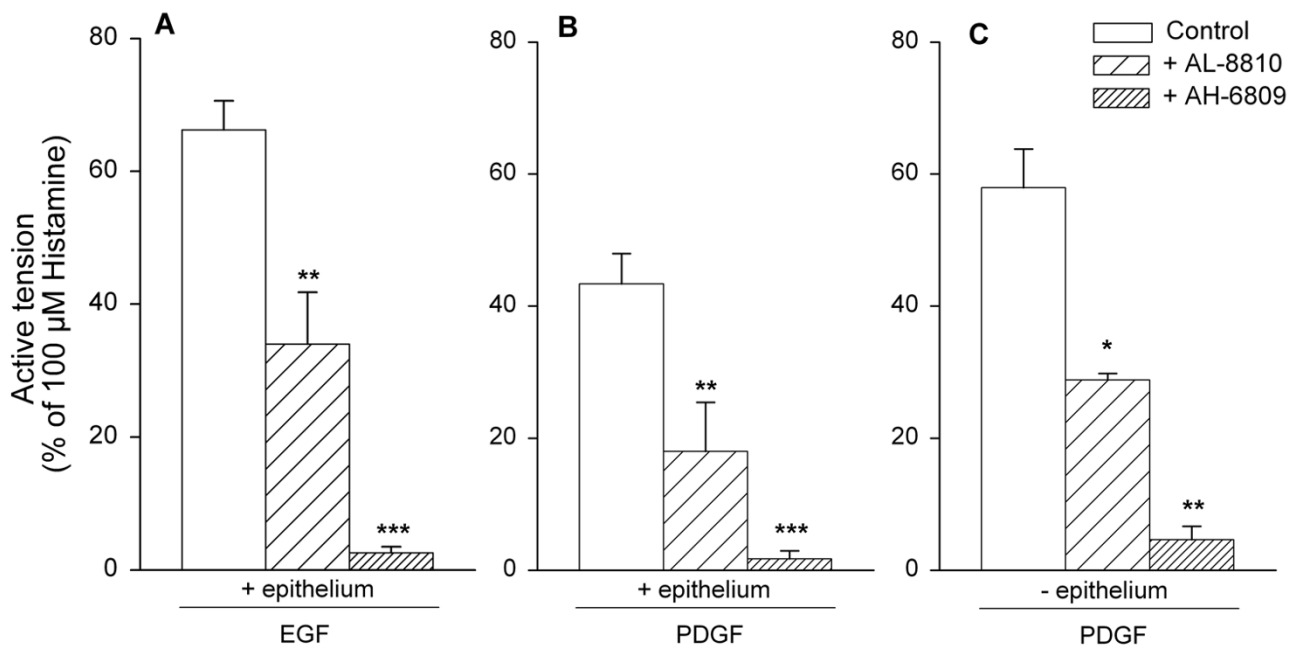 A
B
C
Control
+ AL-8810
+ AH-6809
Active tension
(% of 100 µM Histamine)
80
60
40
20
0
**
***
+ epithelium
EGF
80
60
40
20
0
**
***
+ epithelium
PDGF
80
60
40
20
0
*
**
- epithelium
PDGF